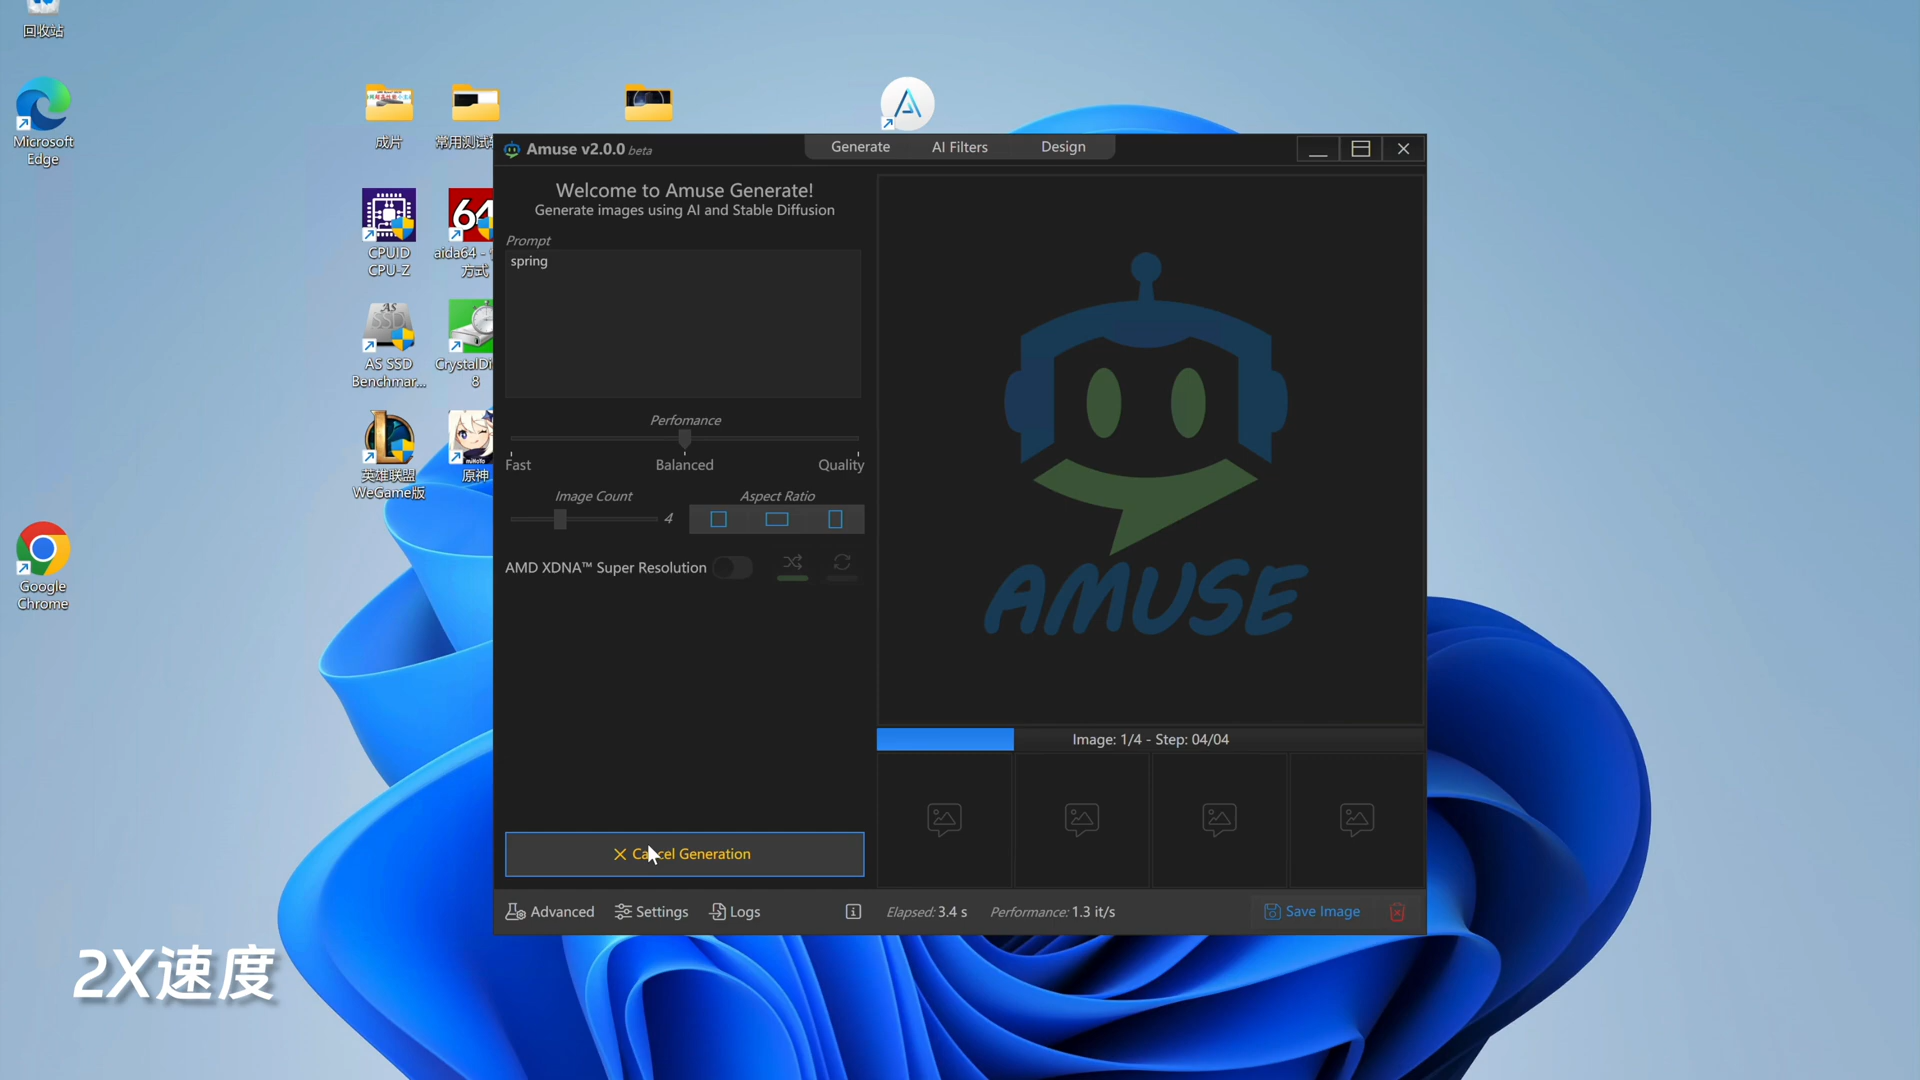 回收站
Microsoft
Edge
成片
常用测试
CPUID
CPU-Z
aida64 -
方式
AS SSD
Benchmar...
CrystalDi
8
英雄联盟
WeGame版
原神
Google
Chrome
Amuse v2.0.0 beta
Generate
AI Filters
Design
Welcome to Amuse Generate!
Generate images using AI and Stable Diffusion
Prompt
spring
Perfomance
Fast
Balanced
Quality
Image Count
4
Aspect Ratio
AMD XDNA™ Super Resolution
AMUSE
Image: 1/4 - Step: 04/04
Cancel Generation
Advanced
Settings
Logs
Elapsed: 3.4 s
Performance: 1.3 it/s
Save Image
2X速度